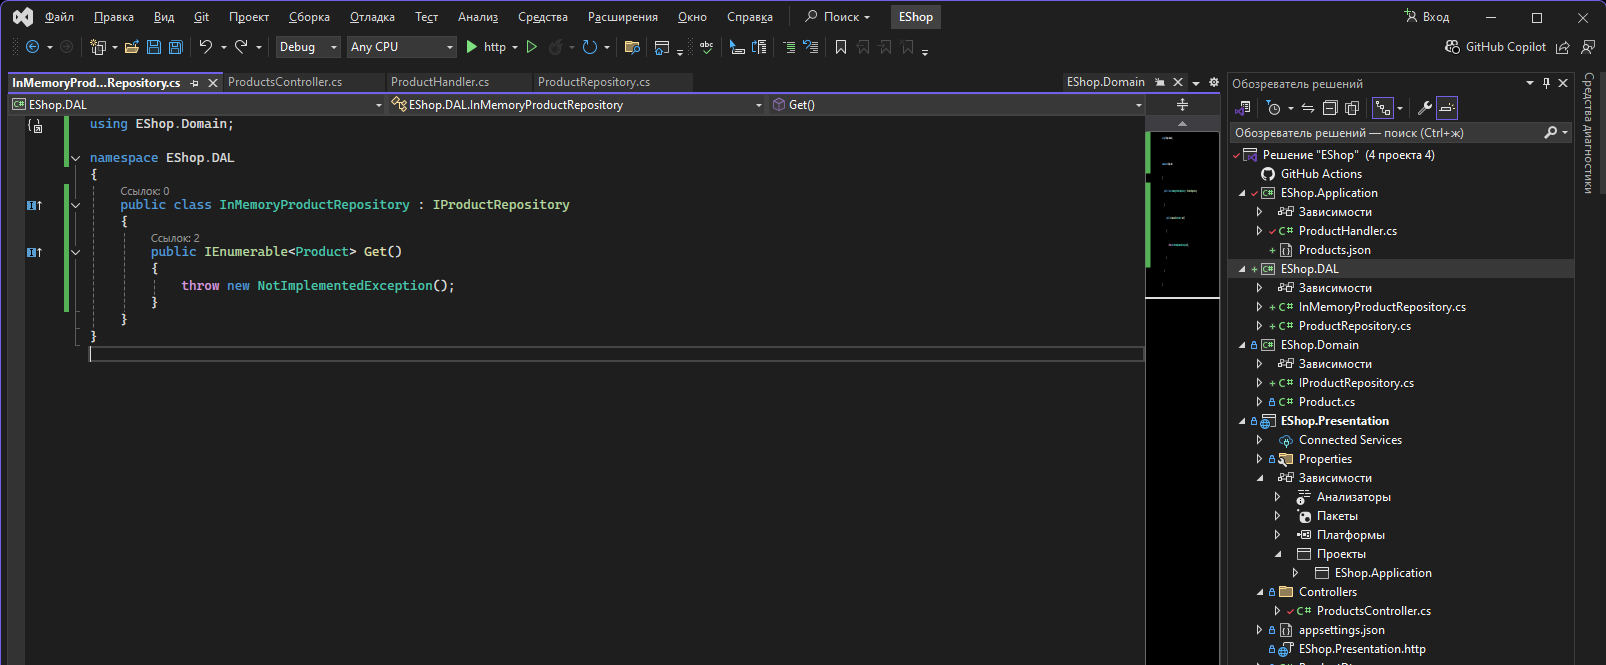 Файл Правка Вид Git Проект Сборка Отладка Тест Анализ Средства Расширения Окно Справка Поиск EShop Вход
Debug Any CPU http abc GitHub Copilot
InMemoryProd...Repository.cs ProductsController.cs ProductHandler.cs ProductRepository.cs EShop.Domain
C# EShop.DAL EShop.DAL.InMemoryProductRepository Get()
using EShop.Domain;
namespace EShop.DAL
{
Ссылок: 0
public class InMemoryProductRepository : IProductRepository
{
Ссылок: 2
public IEnumerable<Product> Get()
{
throw new NotImplementedException();
}
}
}
Обозреватель решений
Обозреватель решений — поиск (Ctrl+ж)
Решение "EShop" (4 проекта 4)
GitHub Actions
C# EShop.Application
Зависимости
C# ProductHandler.cs
Products.json
C# EShop.DAL
Зависимости
C# InMemoryProductRepository.cs
C# ProductRepository.cs
C# EShop.Domain
Зависимости
C# IProductRepository.cs
C# Product.cs
EShop.Presentation
Connected Services
Properties
Зависимости
Анализаторы
Пакеты
Платформы
Проекты
EShop.Application
Controllers
C# ProductsController.cs
appsettings.json
EShop.Presentation.http
Средства диагностики